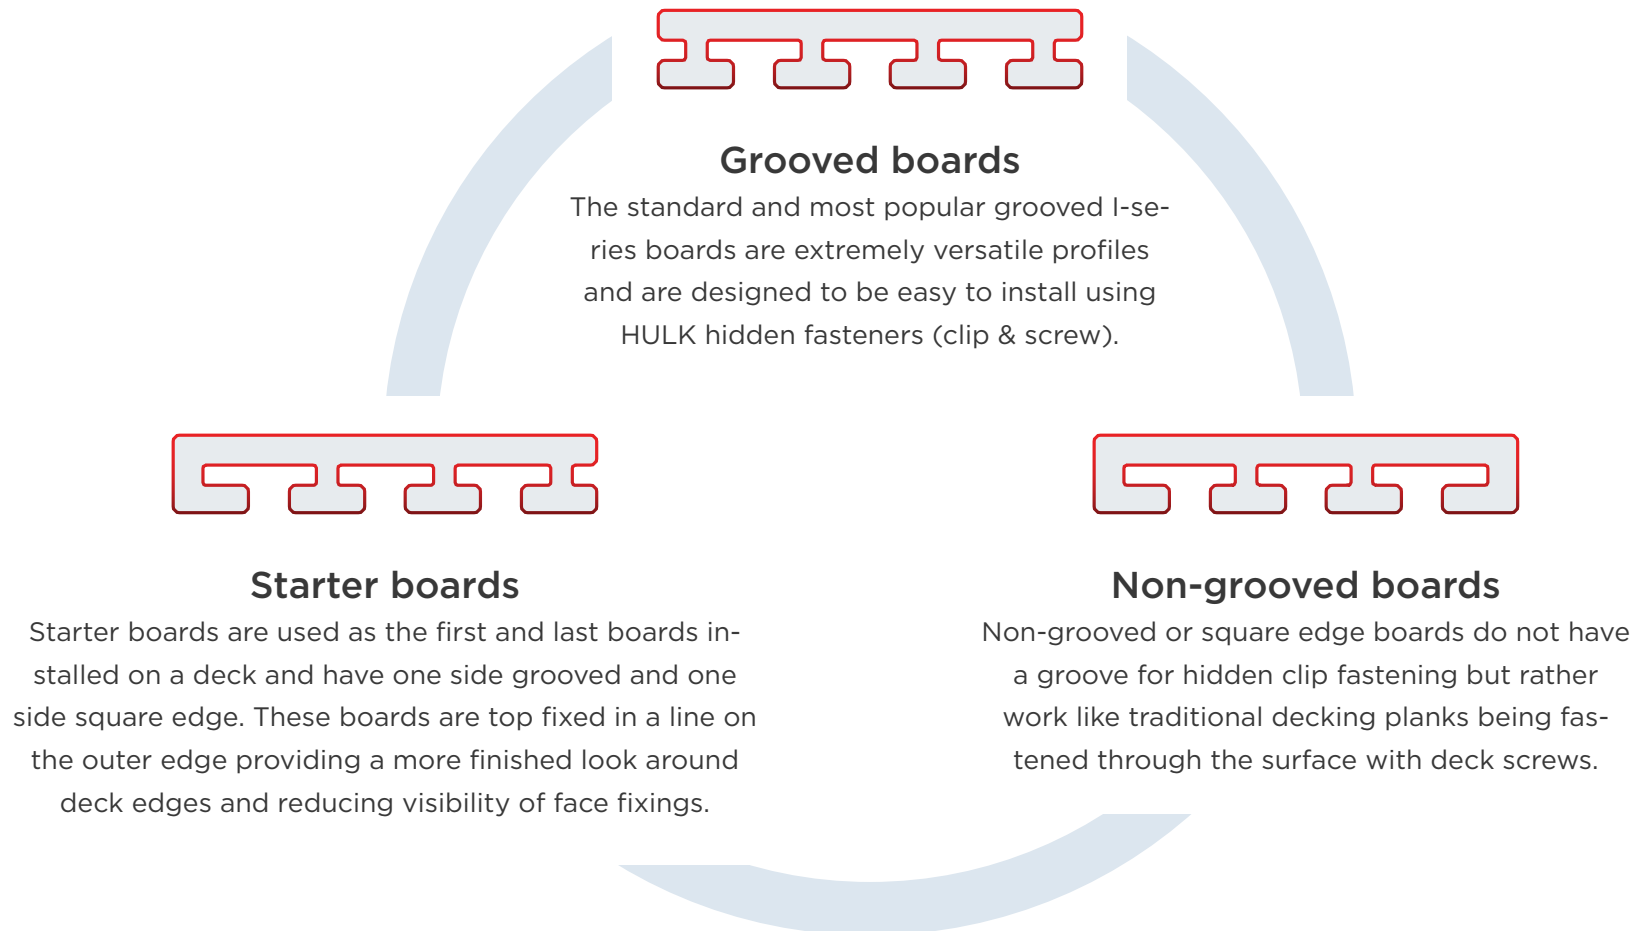 Grooved boards
The standard and most popular grooved I-se-
ries boards are extremely versatile profiles
and are designed to be easy to install using
HULK hidden fasteners (clip & screw).
Starter boards
Starter boards are used as the first and last boards in-
stalled on a deck and have one side grooved and one
side square edge. These boards are top fixed in a line on
the outer edge providing a more finished look around
deck edges and reducing visibility of face fixings.
Non-grooved boards
Non-grooved or square edge boards do not have
a groove for hidden clip fastening but rather
work like traditional decking planks being fas-
tened through the surface with deck screws.